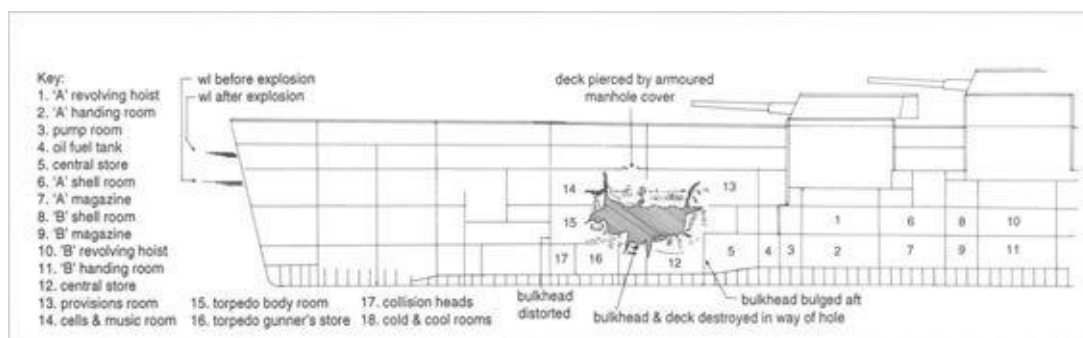 Key:
1. 'A' revolving hoist
2. 'A' handing room
3. pump room
4. oil fuel tank
5. central store
6. 'A' shell room
7. 'A' magazine
8. 'B' shell room
9. 'B' magazine
10. 'B' revolving hoist
11. 'B' handing room
12. central store
13. provisions room
14. cells & music room
15. torpedo body room
16. torpedo gunner's store
17. collision heads
18. cold & cool rooms
wl before explosion
wl after explosion
deck pierced by armoured
manhole cover
14
13
15
1
6
8
10
17
16
12
5
4
3
2
7
9
11
bulkhead
distorted
bulkhead bulged aft
bulkhead & deck destroyed in way of hole